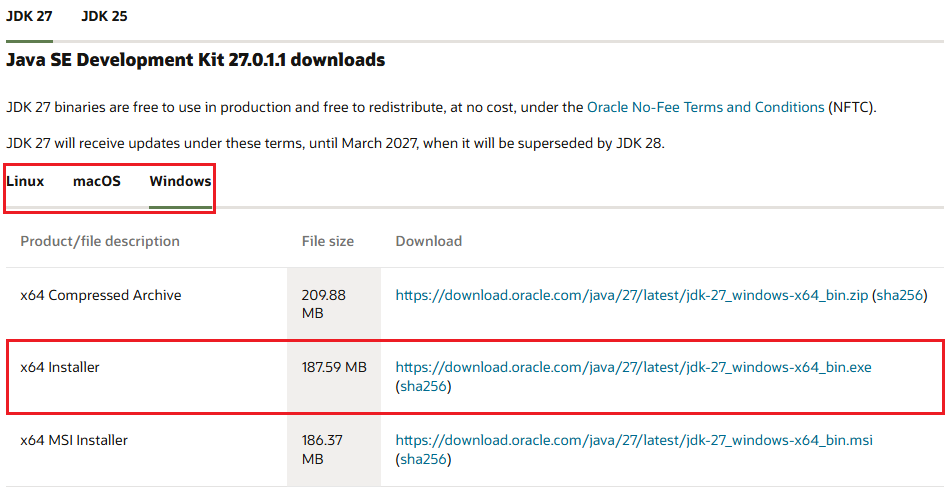 JDK 27 JDK 25
Java SE Development Kit 27.0.1.1 downloads
JDK 27 binaries are free to use in production and free to redistribute, at no cost, under the Oracle No-Fee Terms and Conditions (NFTC).
JDK 27 will receive updates under these terms, until March 2027, when it will be superseded by JDK 28.
Linux macOS Windows
Product/file description File size Download
x64 Compressed Archive 209.88 https://download.oracle.com/java/27/latest/jdk-27_windows-x64_bin.zip (sha256)
MB
x64 Installer 187.59 MB https://download.oracle.com/java/27/latest/jdk-27_windows-x64_bin.exe
(sha256)
x64 MSI Installer 186.37 https://download.oracle.com/java/27/latest/jdk-27_windows-x64_bin.msi
MB (sha256)